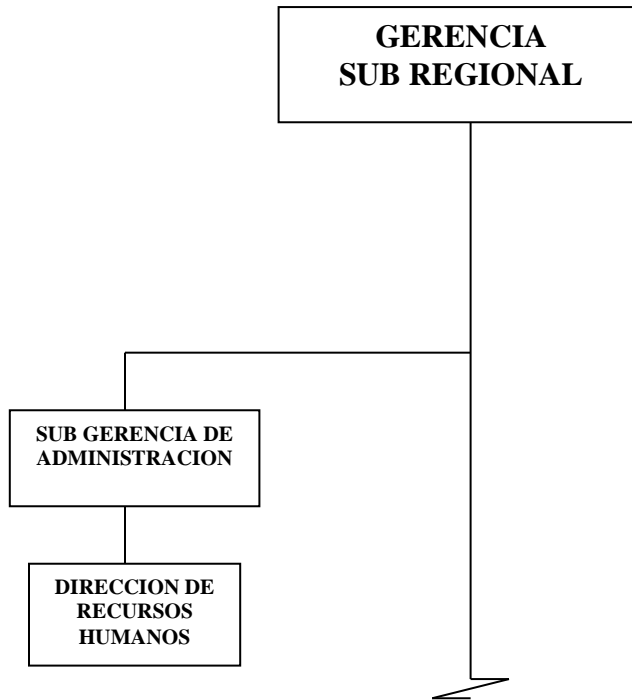 GERENCIA
SUB REGIONAL
SUB GERENCIA DE
ADMINISTRACION
DIRECCION DE
RECURSOS
HUMANOS